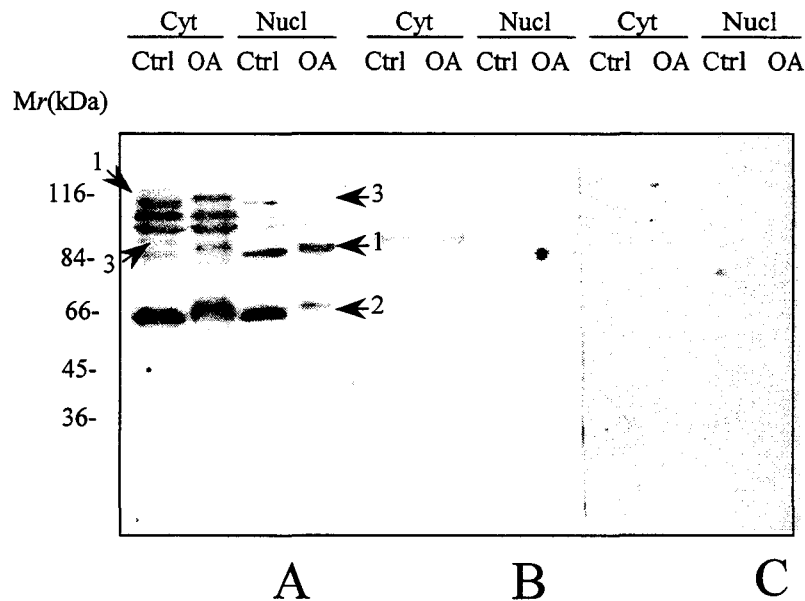 Cyt Nucl Cyt Nucl Cyt Nucl
Ctrl OA Ctrl OA Ctrl OA Ctrl OA Ctrl OA Ctrl OA
Mr(kDa)
1
116-
3
1
84-
3
66-
2
45-
36-
A B C